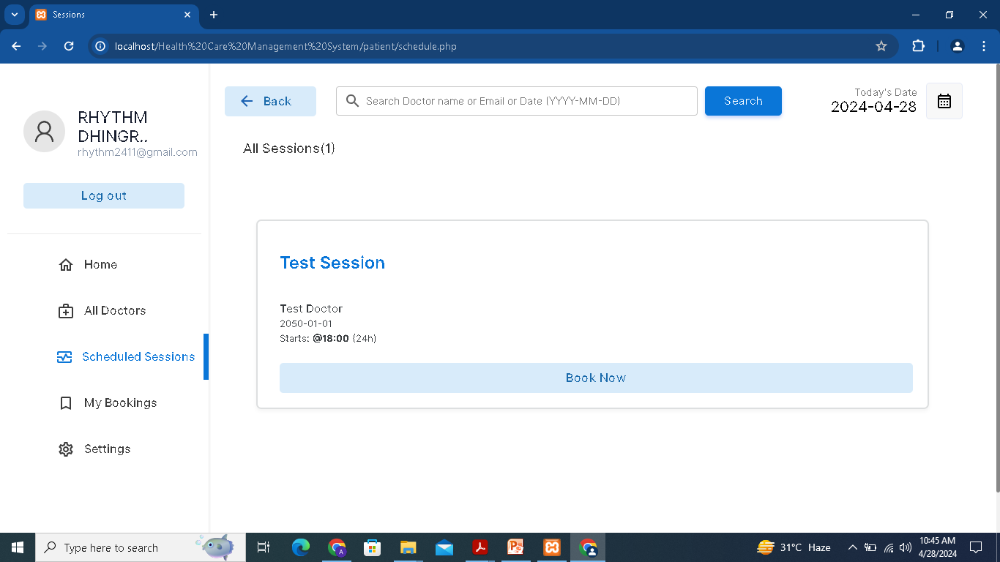 Sessions
localhost/Health%20Care%20Management%20System/patient/schedule.php
RHYTHM
DHINGR..
rhythm2411@gmail.com
Log out
Home
All Doctors
Scheduled Sessions
My Bookings
Settings
Back
Search Doctor name or Email or Date (YYYY-MM-DD)
Search
Today's Date
2024-04-28
All Sessions(1)
Test Session
Test Doctor
2050-01-01
Starts: @18:00 (24h)
Book Now
Type here to search
A
31°C Haze
10:45 AM
4/28/2024